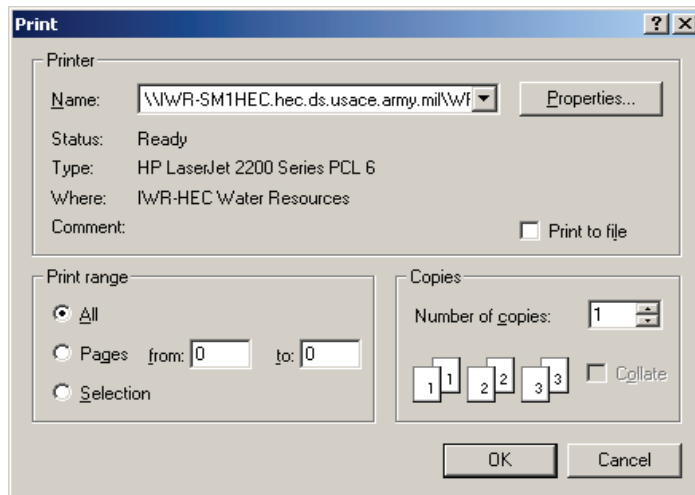 Print
Printer
Name: \\IWR-SM1HEC.hec.ds.usace.army.mil\WF Properties...
Status: Ready
Type: HP LaserJet 2200 Series PCL 6
Where: IWR-HEC Water Resources
Comment:
Print to file
Print range
All
Pages from: 0 to: 0
Selection
Copies
Number of copies: 1
1 1 2 2 3 3 Collate
OK Cancel